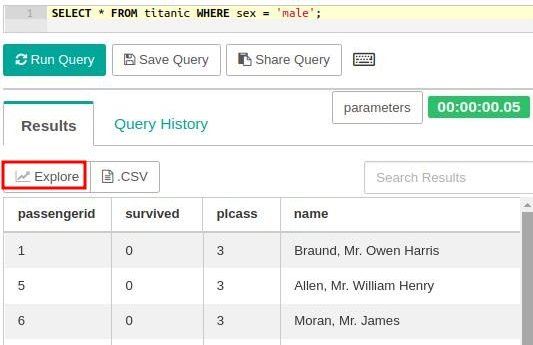 1 SELECT * FROM titanic WHERE sex = 'male';
Run Query Save Query Share Query
parameters 00:00:00.05
Results Query History
Explore .CSV Search Results
passengerid survived plcass name
1 0 3 Braund, Mr. Owen Harris
5 0 3 Allen, Mr. William Henry
6 0 3 Moran, Mr. James